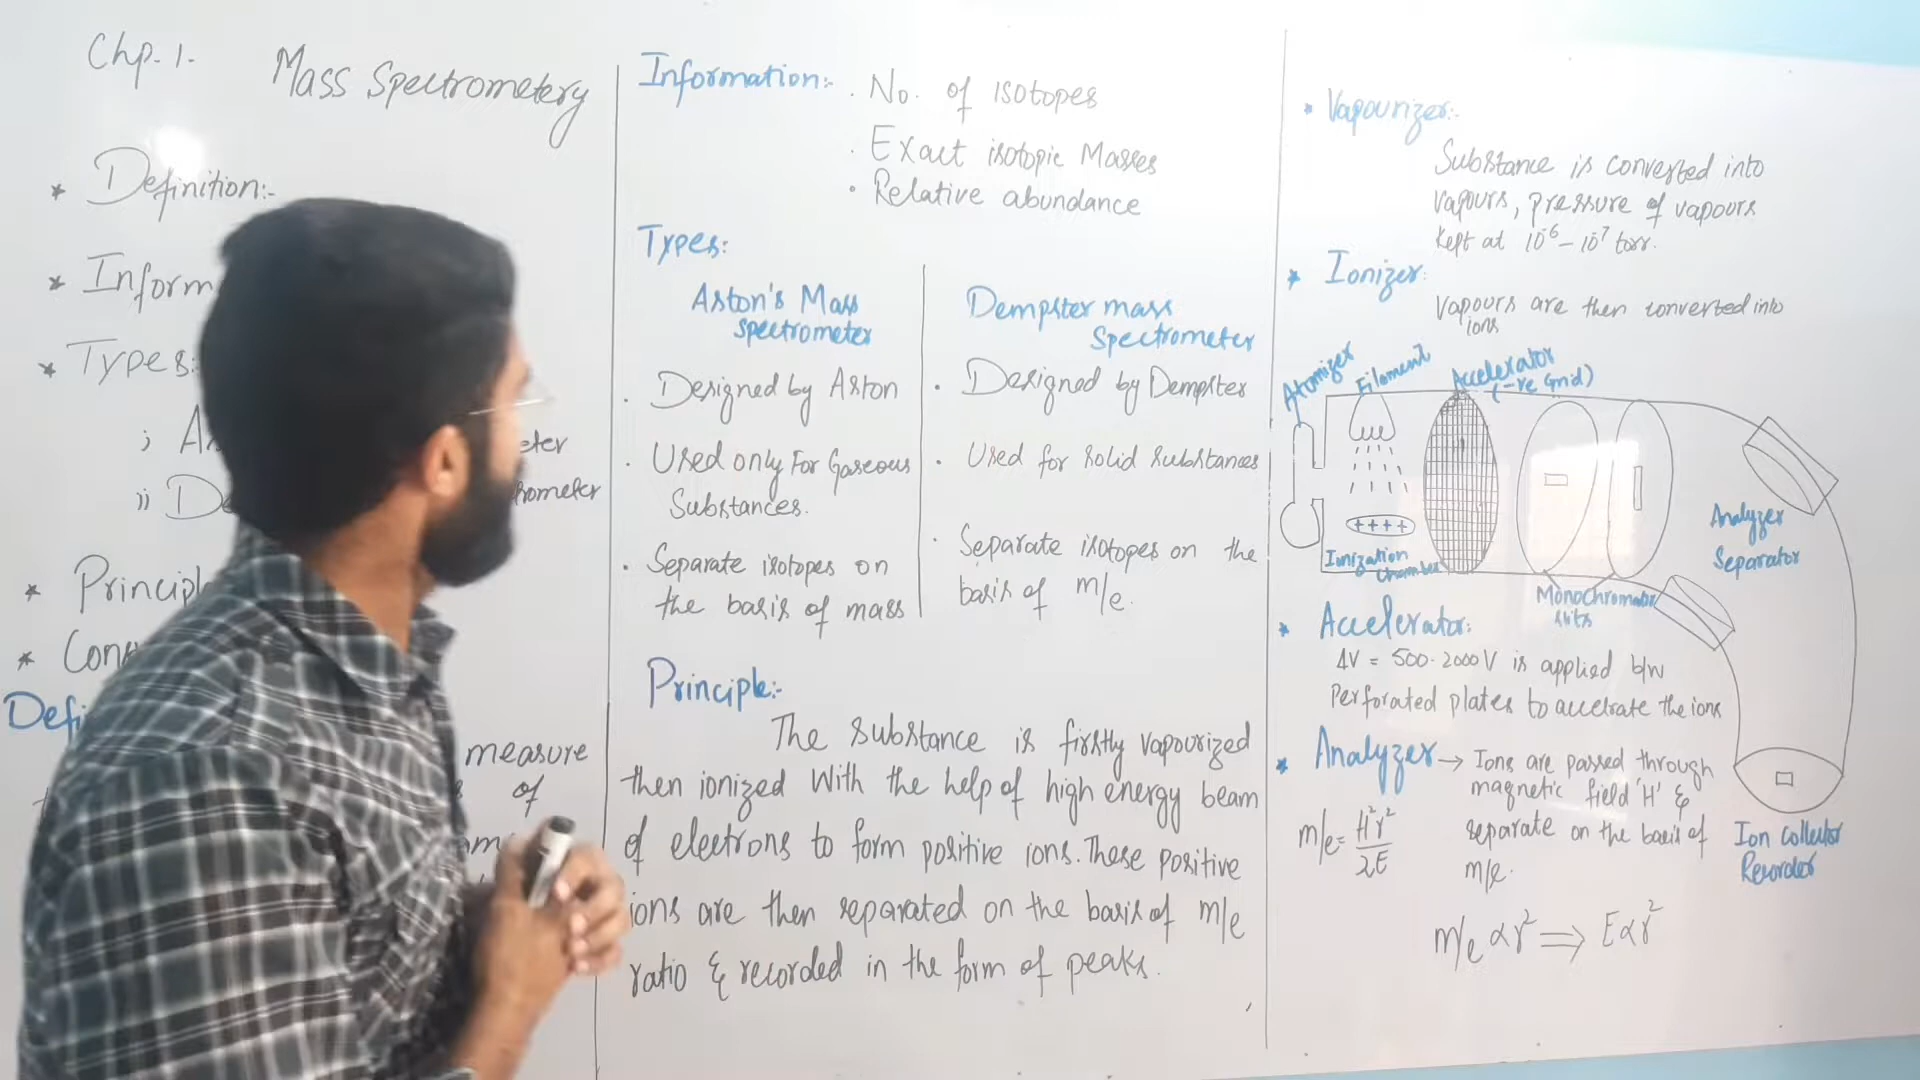 Chp. 1.
Mass Spectrometery
* Definition:-
* Inform
* Types:
i, A
eter
ii De
rometer
* Principl
* Con
Defi
measure
of
Information:- . No. of isotopes
. Exact isotopic Masses
. Relative abundance
Types:
Aston's Mass
spectrometer
. Designed by Aston
. Used only For Gaseous
Substances.
. Separate isotopes on
the basis of mass
Dempster mass
Spectrometer
. Designed by Dempster
. Used for solid substances
. Separate isotopes on the
basis of m/e.
Principle:-
The substance is firstly vapourized
then ionized With the help of high energy beam
of electrons to form positive ions. These positive
ions are then separated on the basis of m/e
ratio & recorded in the form of peaks.
* Vapourizer:-
Substance is converted into
vapours, pressure of vapours
kept at 10⁻⁶ – 10⁻⁷ torr.
* Ionizer:
Vapours are then converted into
ions
Atomizer
Filament
Accelerator
(-ve Grid)
++++
Ionization
Chamber
Monochromator
slits
Analyzer
Separator
* Accelerator:
ΔV = 500-2000V is applied b/w
Perforated plates to accelrate the ions
* Analyzer → Ions are passed through
magnetic field 'H' &
separate on the basis of
m/e.
m/e = H²r²/2E
Ion collector
Recorder
m/e ∝ r² ⟹ E ∝ r²